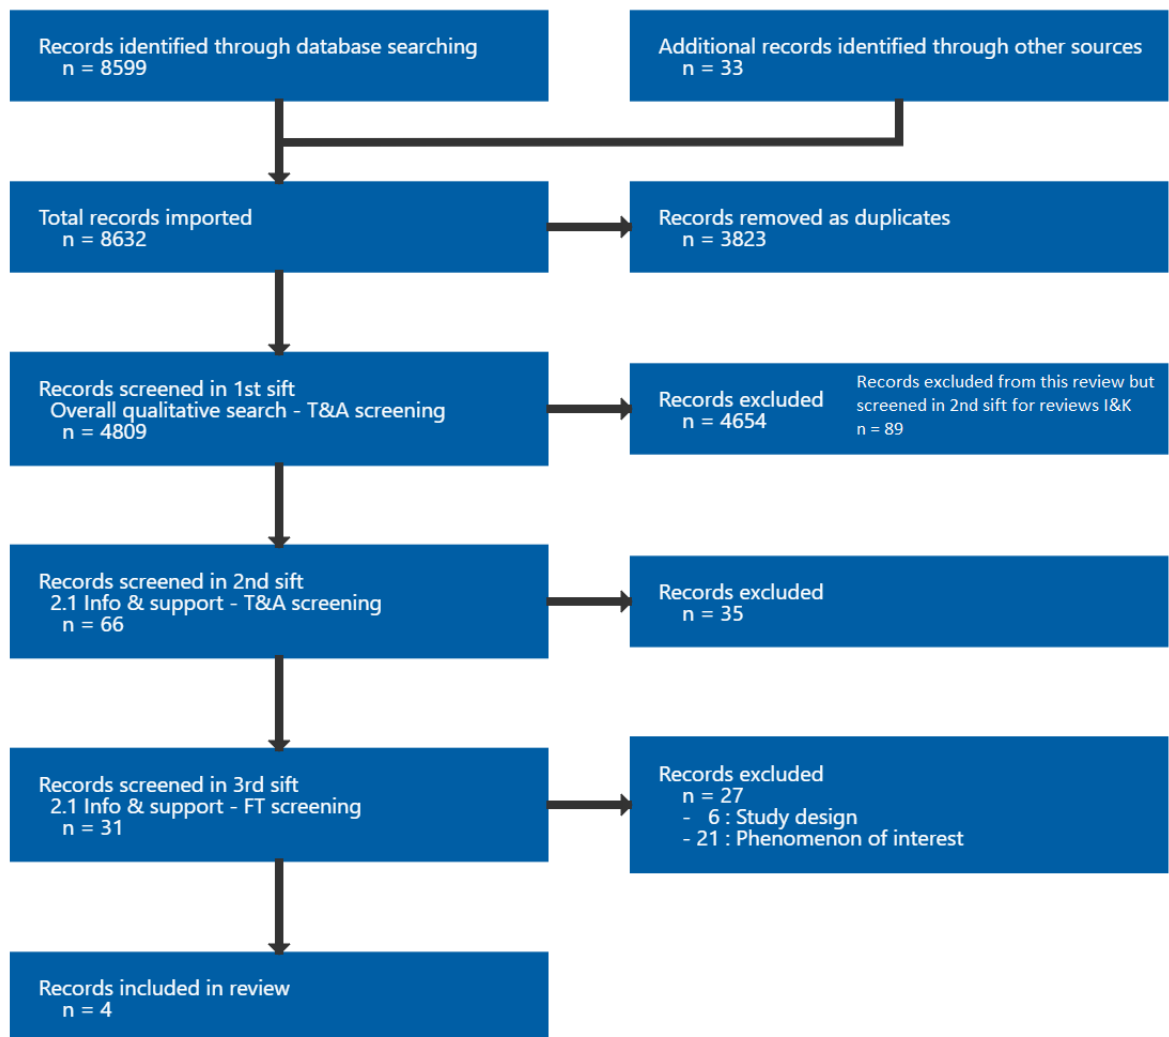 Records identified through database searching
n = 8599
Additional records identified through other sources
n = 33
Total records imported
n = 8632
Records removed as duplicates
n = 3823
Records screened in 1st sift
Overall qualitative search - T&A screening
n = 4809
Records excluded
n = 4654
Records excluded from this review but
screened in 2nd sift for reviews I&K
n = 89
Records screened in 2nd sift
2.1 Info & support - T&A screening
n = 66
Records excluded
n = 35
Records screened in 3rd sift
2.1 Info & support - FT screening
n = 31
Records excluded
n = 27
- 6 : Study design
- 21 : Phenomenon of interest
Records included in review
n = 4